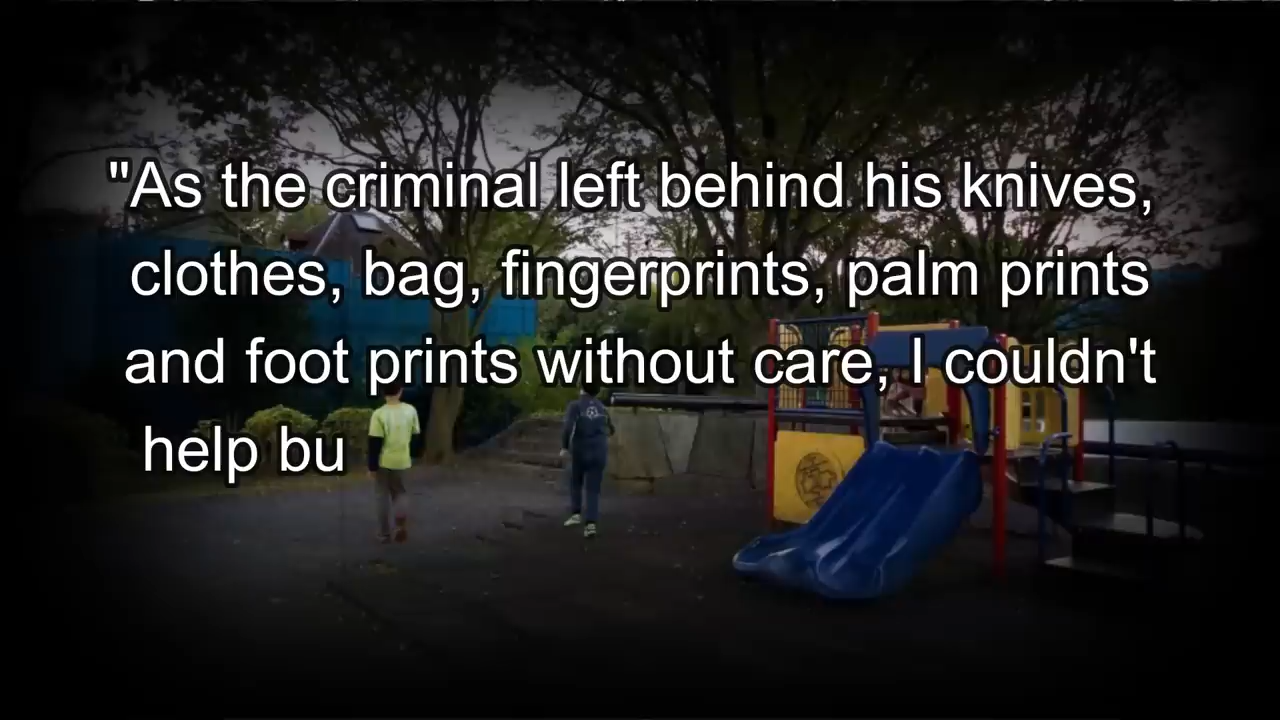 "As the criminal left behind his knives,
clothes, bag, fingerprints, palm prints
and foot prints without care, I couldn't
help bu